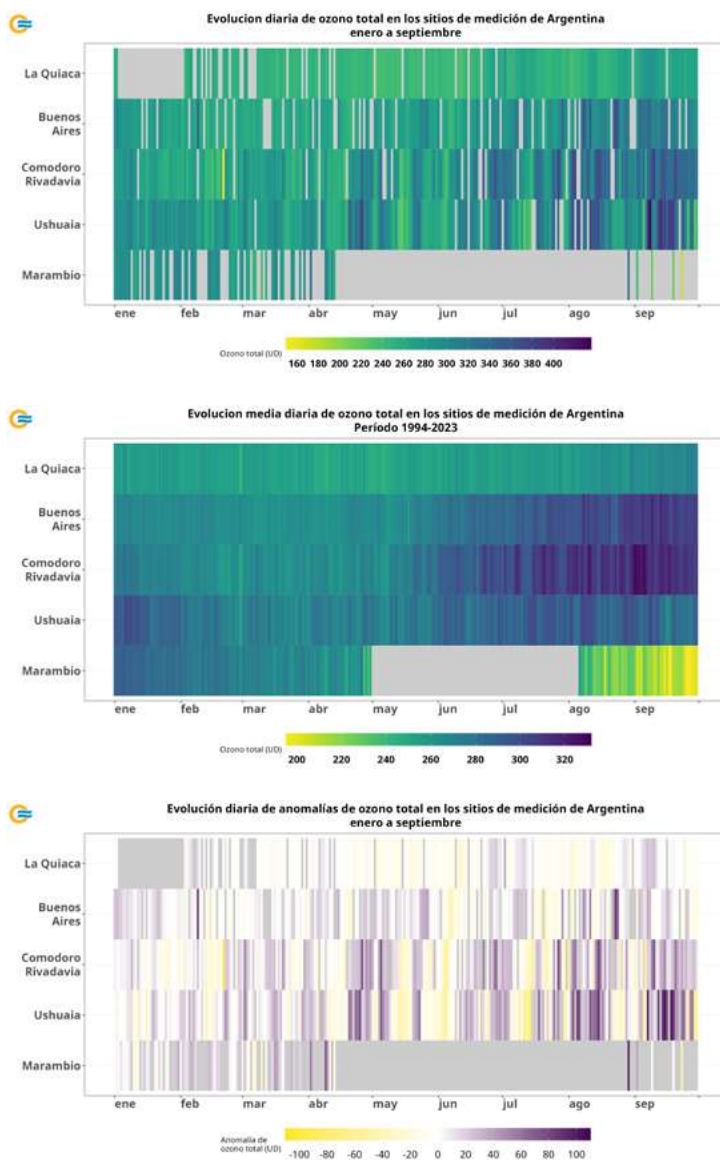 Evolucion diaria de ozono total en los sitios de medición de Argentina
enero a septiembre
La Quiaca
Buenos
Aires
Comodoro
Rivadavia
Ushuaia
Marambio
ene feb mar abr may jun jul ago sep
Ozono total (UD)
160 180 200 220 240 260 280 300 320 340 360 380 400
Evolucion media diaria de ozono total en los sitios de medición de Argentina
Período 1994-2023
La Quiaca
Buenos
Aires
Comodoro
Rivadavia
Ushuaia
Marambio
ene feb mar abr may jun jul ago sep
Ozono total (UD)
200 220 240 260 280 300 320
Evolución diaria de anomalías de ozono total en los sitios de medición de Argentina
enero a septiembre
La Quiaca
Buenos
Aires
Comodoro
Rivadavia
Ushuaia
Marambio
ene feb mar abr may jun jul ago sep
Anomalía de
ozono total (UD)
-100 -80 -60 -40 -20 0 20 40 60 80 100